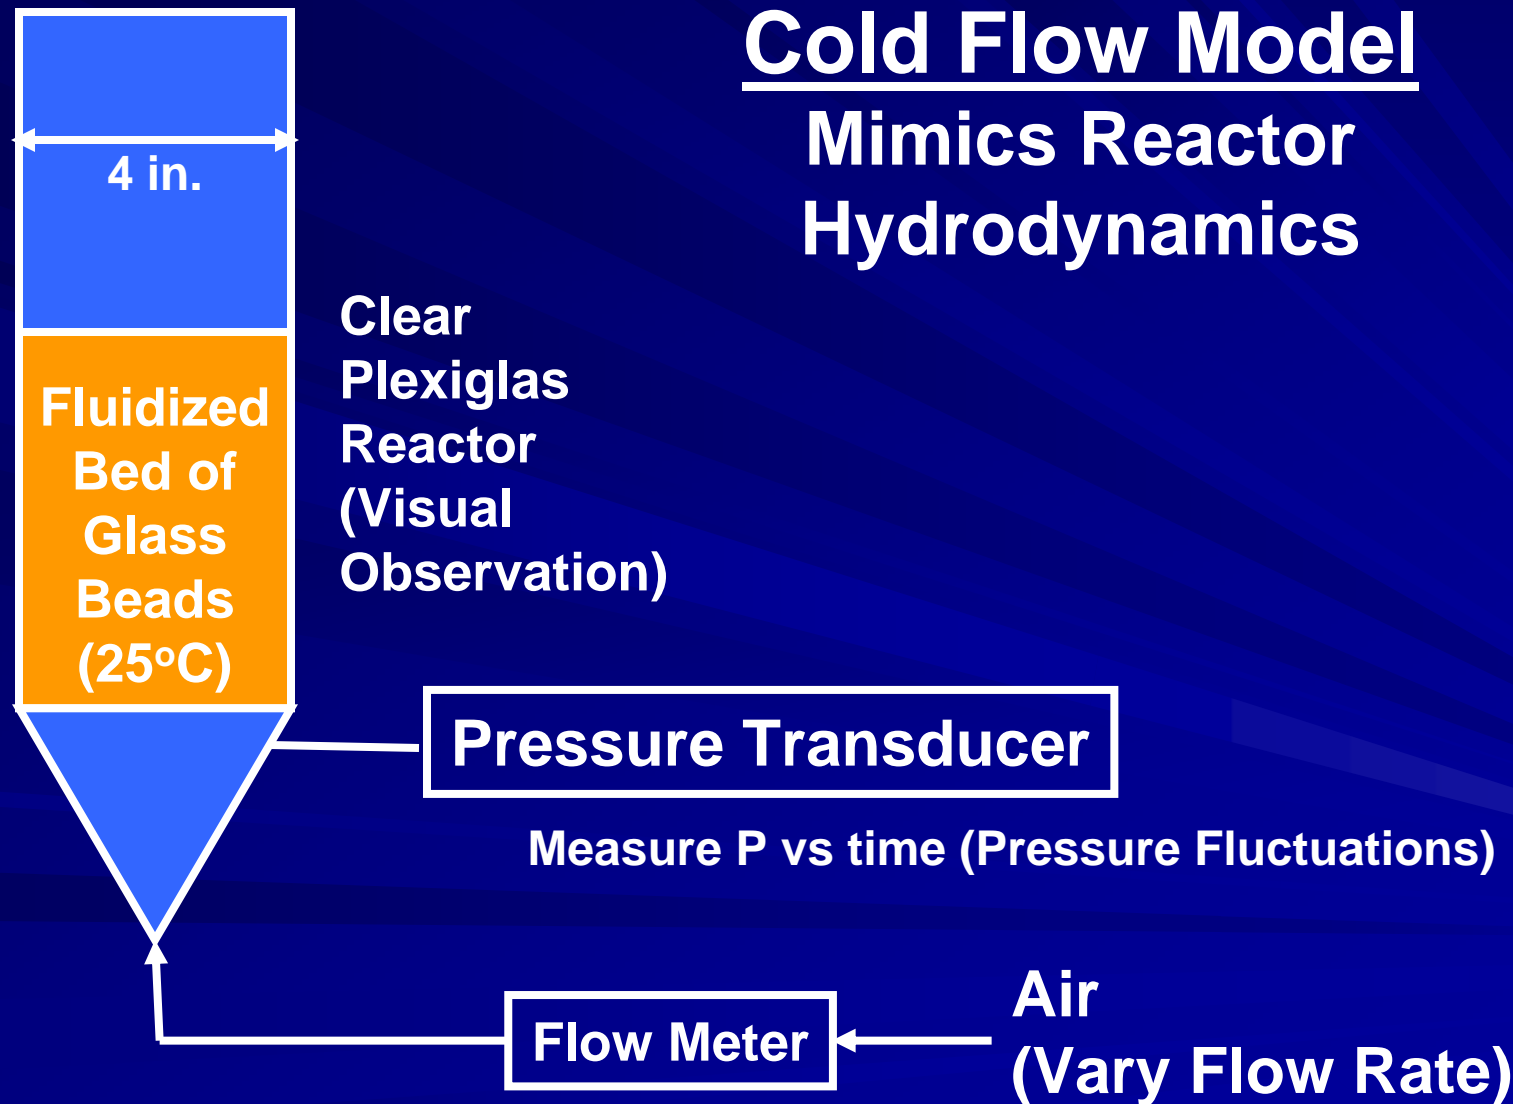 Cold Flow Model
Mimics Reactor
Hydrodynamics
4 in.
Clear
Plexiglas
Reactor
(Visual
Observation)
Fluidized
Bed of
Glass
Beads
(25°C)
Pressure Transducer
Measure P vs time (Pressure Fluctuations)
Flow Meter
Air
(Vary Flow Rate)